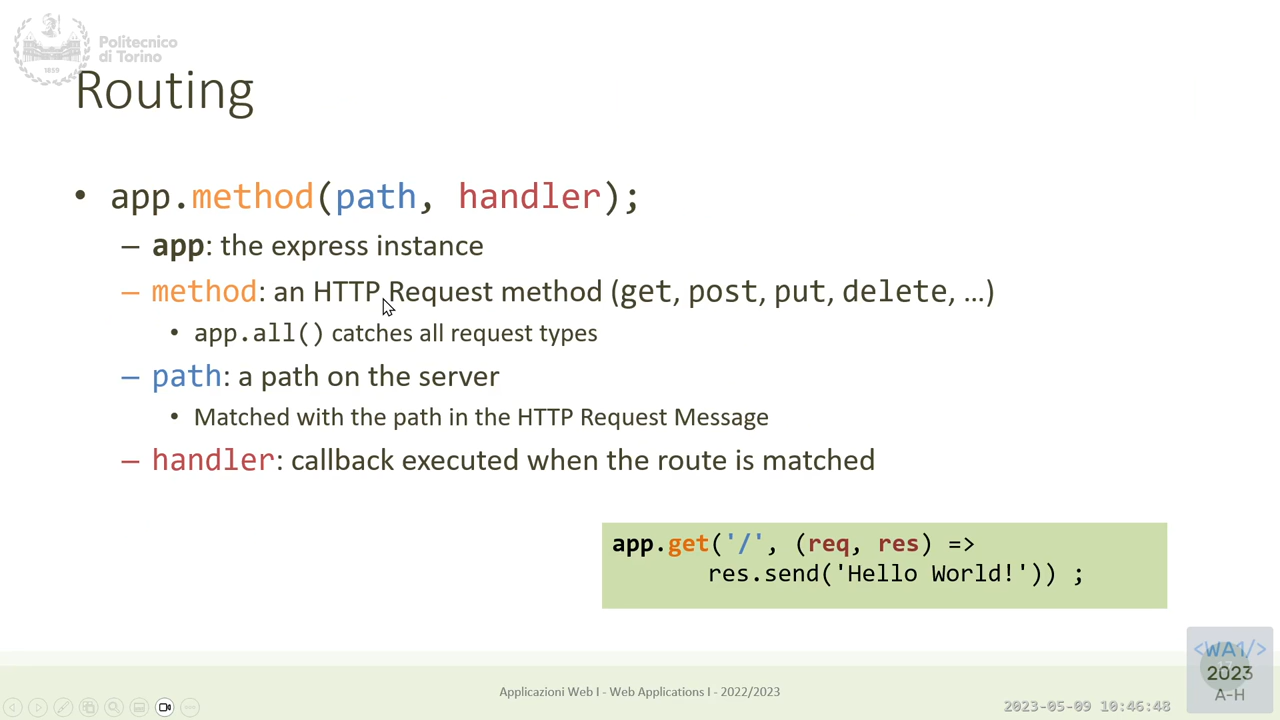 Politecnico
di Torino
1859
Routing
• app.method(path, handler);
– app: the express instance
– method: an HTTP Request method (get, post, put, delete, …)
• app.all() catches all request types
– path: a path on the server
• Matched with the path in the HTTP Request Message
– handler: callback executed when the route is matched
app.get('/', (req, res) =>
res.send('Hello World!')) ;
<WA1/>
2023
A-H
Applicazioni Web I - Web Applications I - 2022/2023
2023-05-09 10:46:48